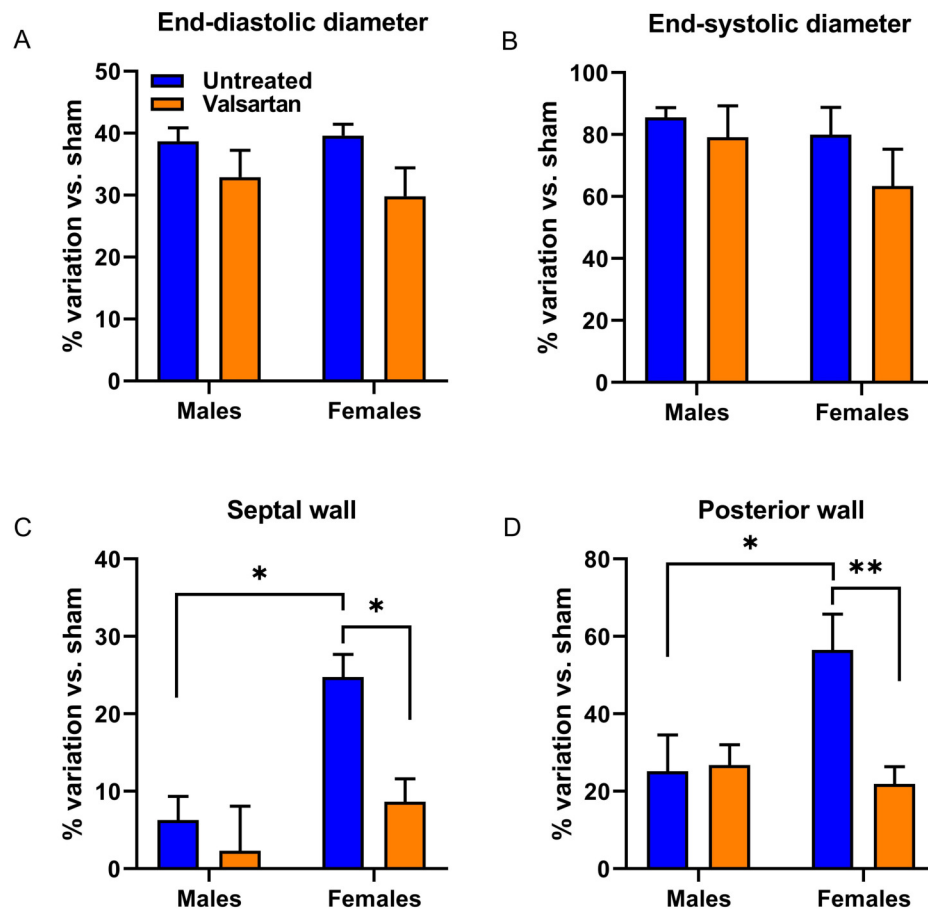 A
End-diastolic diameter
% variation vs. sham
50
40
30
20
10
0
Untreated
Valsartan
Males
Females
B
End-systolic diameter
% variation vs. sham
100
80
60
40
20
0
Males
Females
C
Septal wall
% variation vs. sham
40
30
20
10
0
*
*
Males
Females
D
Posterior wall
% variation vs. sham
80
60
40
20
0
*
**
Males
Females